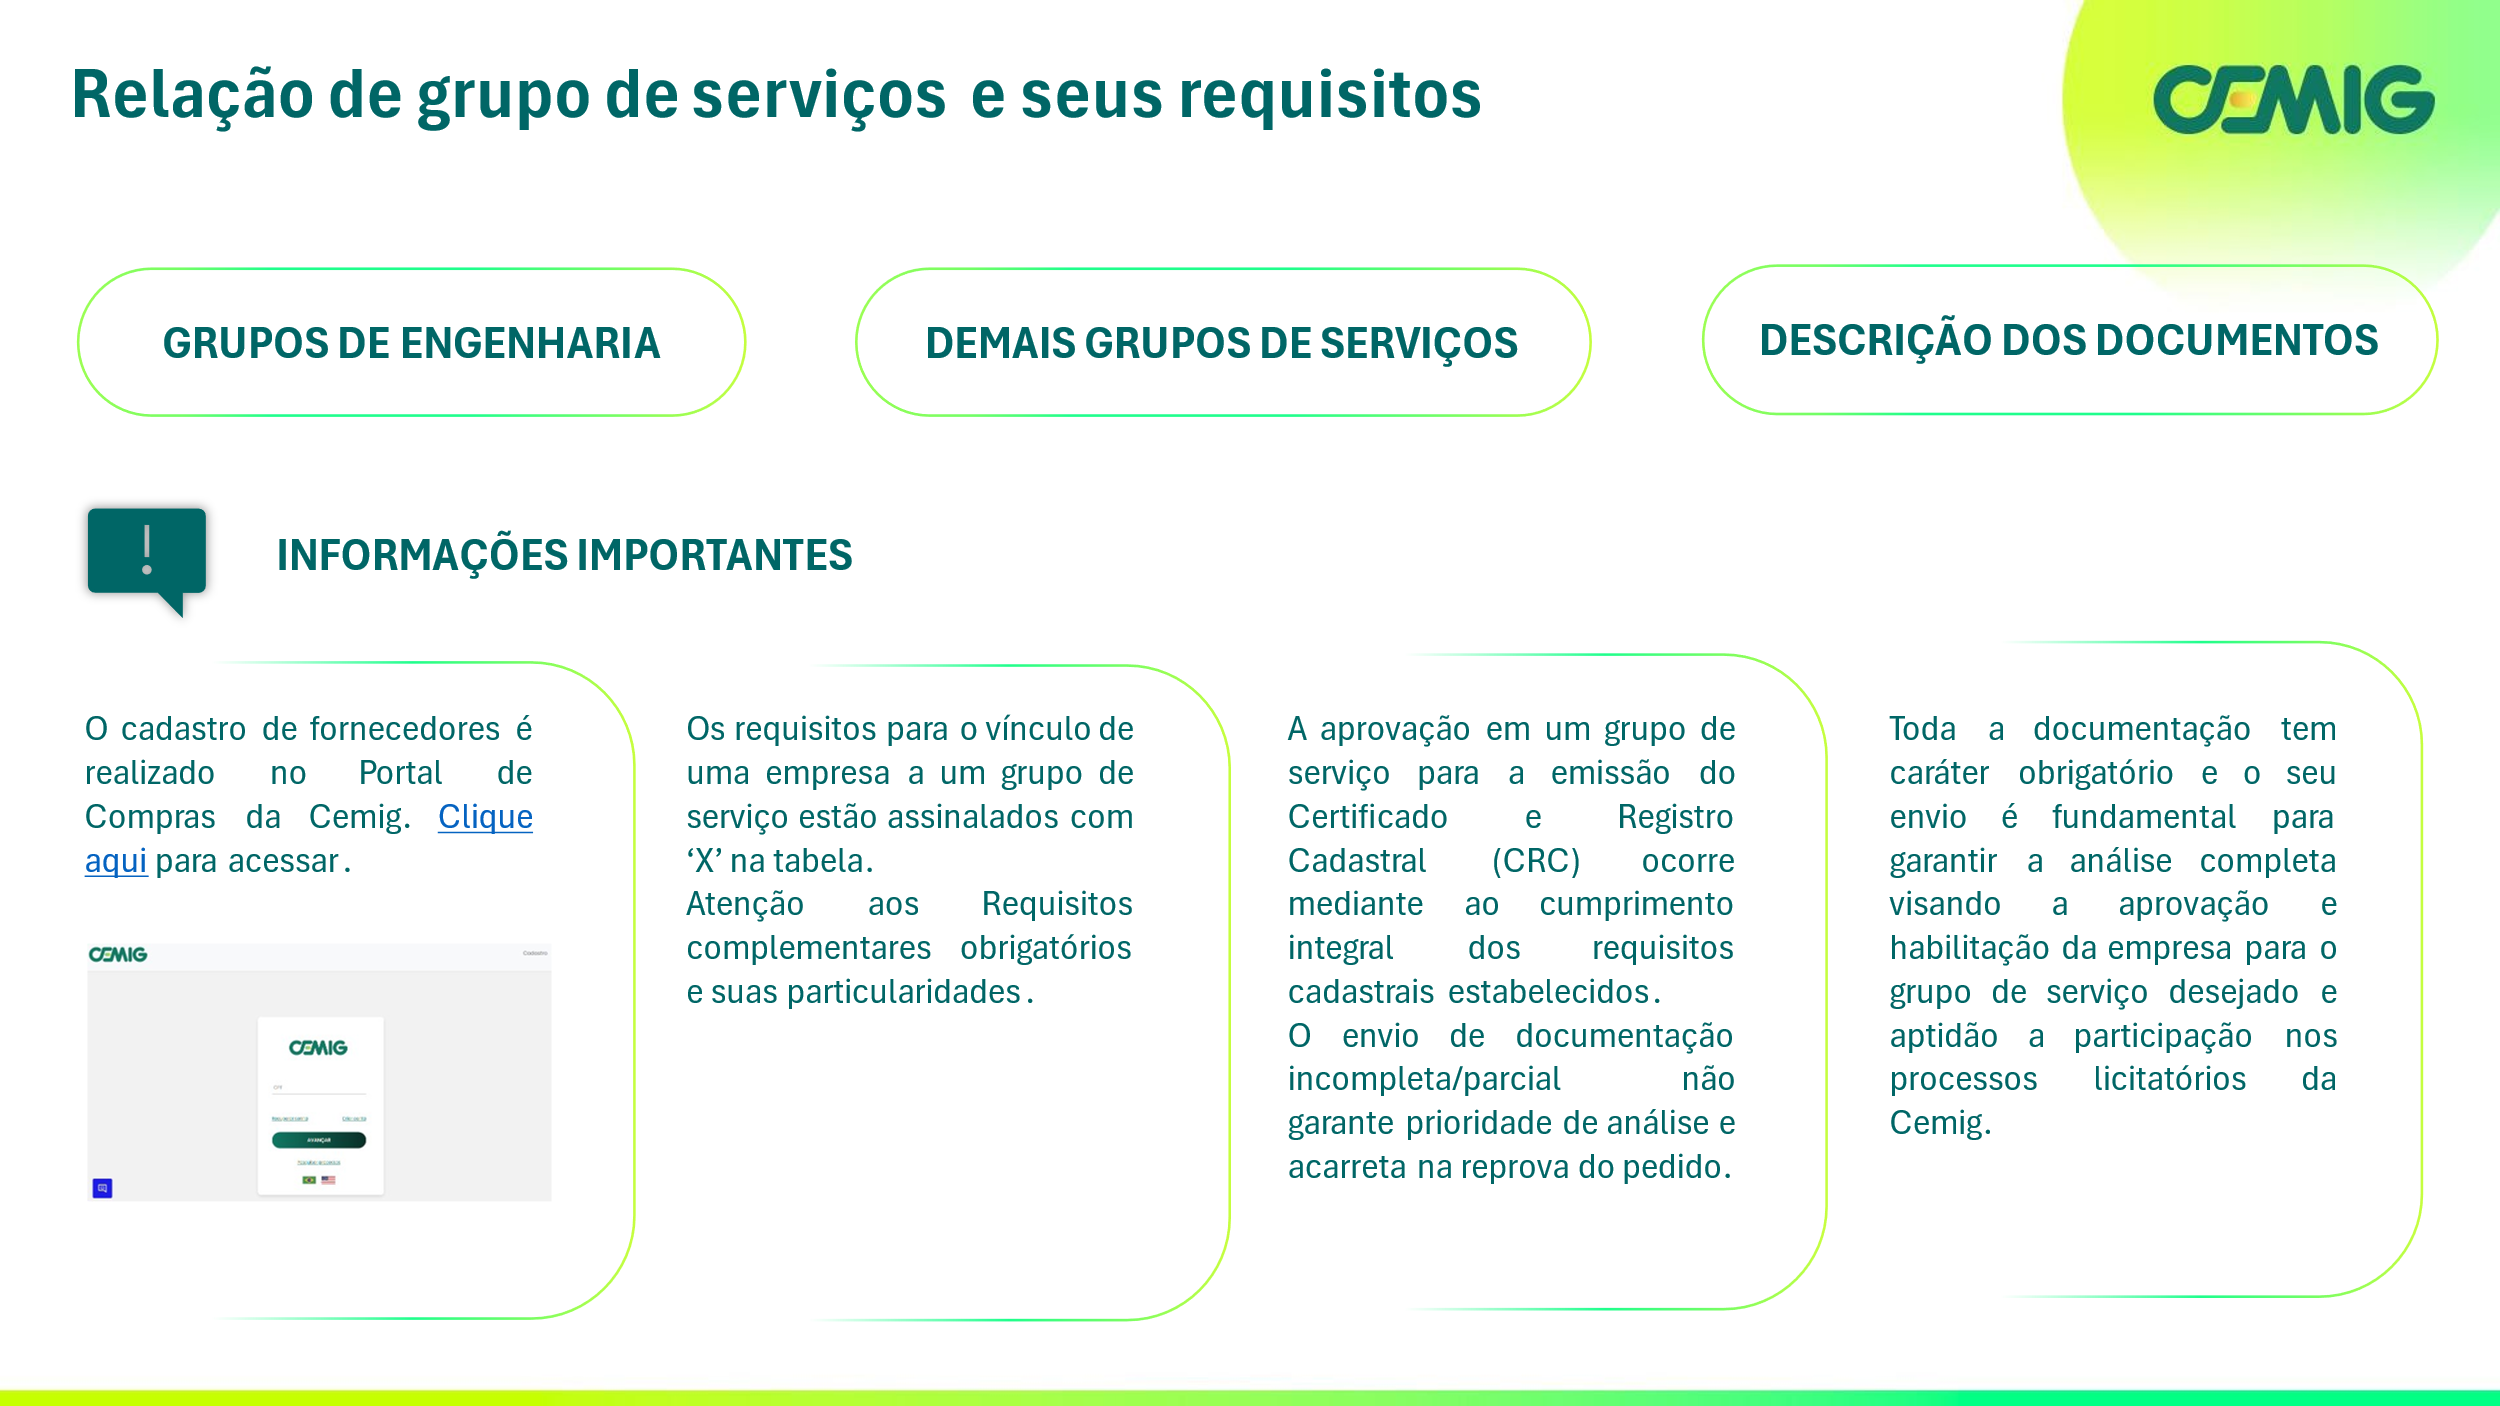 Relação de grupo de serviços e seus requisitos
CEMIG
GRUPOS DE ENGENHARIA
DEMAIS GRUPOS DE SERVIÇOS
DESCRIÇÃO DOS DOCUMENTOS
INFORMAÇÕES IMPORTANTES
O cadastro de fornecedores é
realizado no Portal de
Compras da Cemig. Clique
aqui para acessar.
CEMIG
Cadastro
CEMIG
CPF
AVANÇAR
Os requisitos para o vínculo de
uma empresa a um grupo de
serviço estão assinalados com
‘X’ na tabela.
Atenção aos Requisitos
complementares obrigatórios
e suas particularidades.
A aprovação em um grupo de
serviço para a emissão do
Certificado e Registro
Cadastral (CRC) ocorre
mediante ao cumprimento
integral dos requisitos
cadastrais estabelecidos.
O envio de documentação
incompleta/parcial não
garante prioridade de análise e
acarreta na reprova do pedido.
Toda a documentação tem
caráter obrigatório e o seu
envio é fundamental para
garantir a análise completa
visando a aprovação e
habilitação da empresa para o
grupo de serviço desejado e
aptidão a participação nos
processos licitatórios da
Cemig.